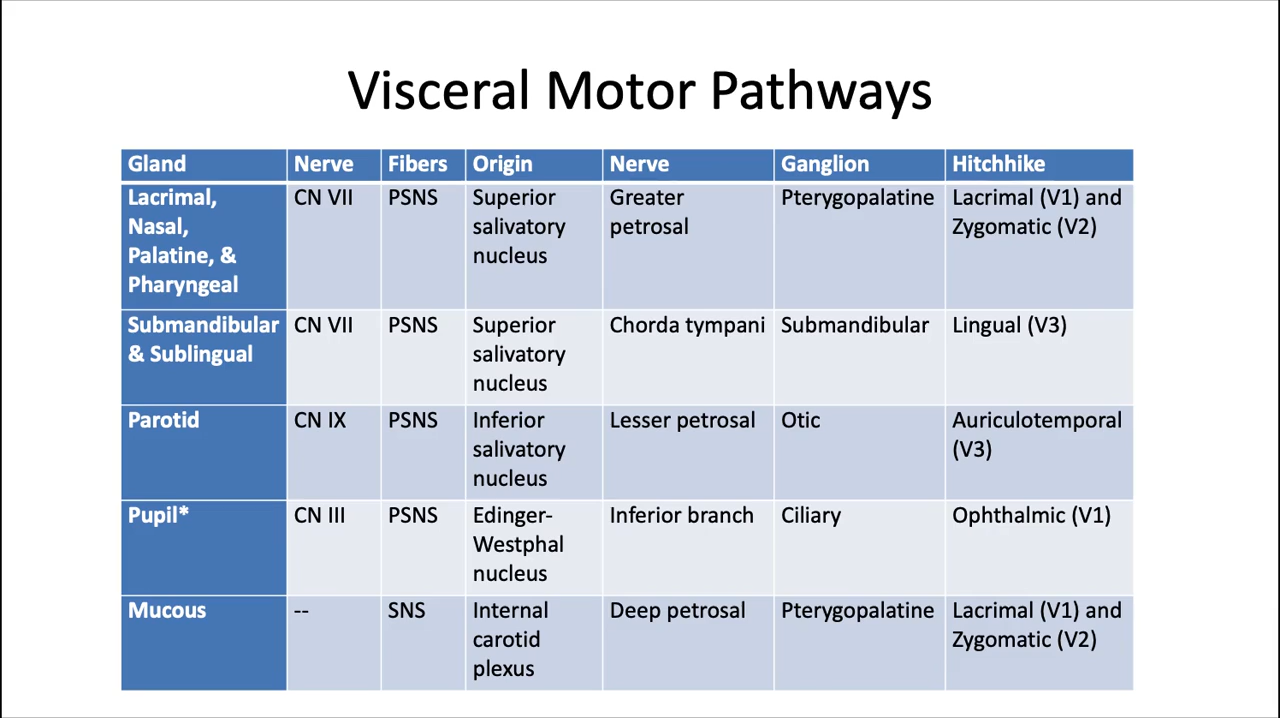 Visceral Motor Pathways
Gland Nerve Fibers Origin Nerve Ganglion Hitchhike
Lacrimal, CN VII PSNS Superior Greater Pterygopalatine Lacrimal (V1) and
Nasal, salivatory petrosal Zygomatic (V2)
Palatine, & nucleus
Pharyngeal
Submandibular CN VII PSNS Superior Chorda tympani Submandibular Lingual (V3)
& Sublingual salivatory
nucleus
Parotid CN IX PSNS Inferior Lesser petrosal Otic Auriculotemporal
salivatory (V3)
nucleus
Pupil* CN III PSNS Edinger- Inferior branch Ciliary Ophthalmic (V1)
Westphal
nucleus
Mucous -- SNS Internal Deep petrosal Pterygopalatine Lacrimal (V1) and
carotid Zygomatic (V2)
plexus